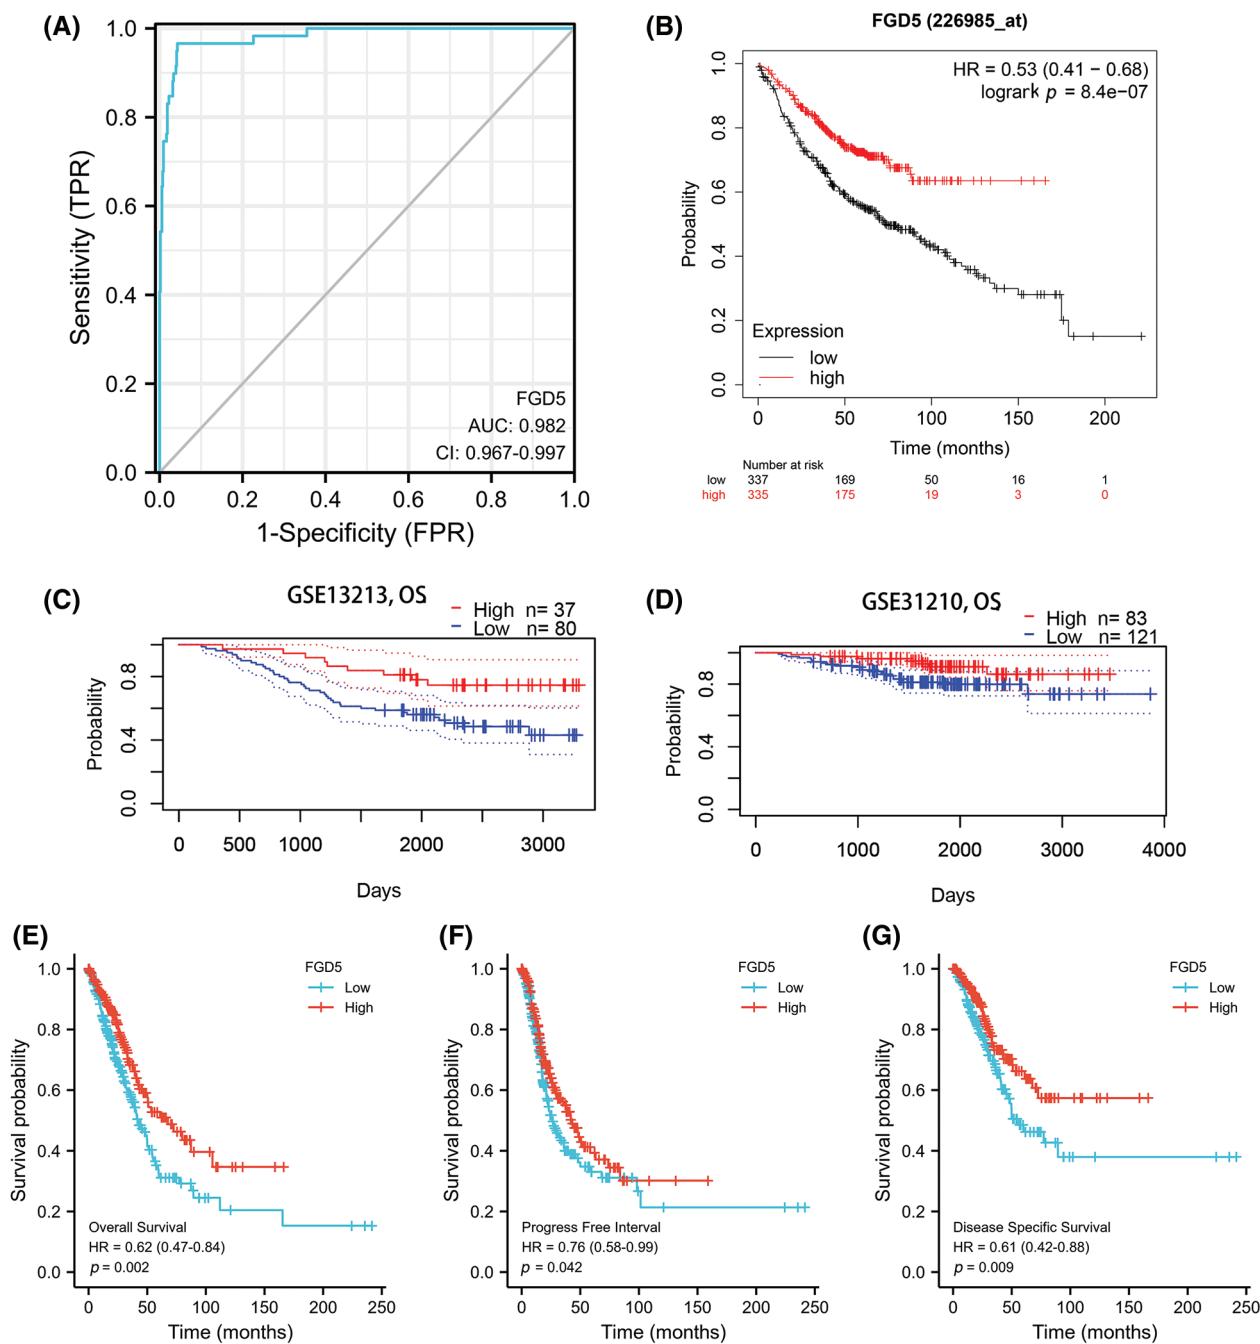 (A)
1.0
0.8
0.6
0.4
0.2
0.0
Sensitivity (TPR)
FGD5
AUC: 0.982
CI: 0.967-0.997
0.0 0.2 0.4 0.6 0.8 1.0
1-Specificity (FPR)
(B)
FGD5 (226985_at)
HR = 0.53 (0.41 − 0.68)
logrank p = 8.4e−07
1.0
0.8
0.6
0.4
0.2
0.0
Probability
Expression
low
high
0 50 100 150 200
Time (months)
Number at risk
low 337 169 50 16 1
high 335 175 19 3 0
(C)
GSE13213, OS
High n= 37
Low n= 80
0.8
0.4
0.0
Probability
0 500 1000 2000 3000
Days
(D)
GSE31210, OS
High n= 83
Low n= 121
0.8
0.4
0.0
Probability
0 1000 2000 3000 4000
Days
(E)
1.0
0.8
0.6
0.4
0.2
0.0
Survival probability
FGD5
Low
High
Overall Survival
HR = 0.62 (0.47-0.84)
p = 0.002
0 50 100 150 200 250
Time (months)
(F)
1.0
0.8
0.6
0.4
0.2
0.0
Survival probability
FGD5
Low
High
Progress Free Interval
HR = 0.76 (0.58-0.99)
p = 0.042
0 50 100 150 200 250
Time (months)
(G)
1.0
0.8
0.6
0.4
0.2
0.0
Survival probability
FGD5
Low
High
Disease Specific Survival
HR = 0.61 (0.42-0.88)
p = 0.009
0 50 100 150 200 250
Time (months)